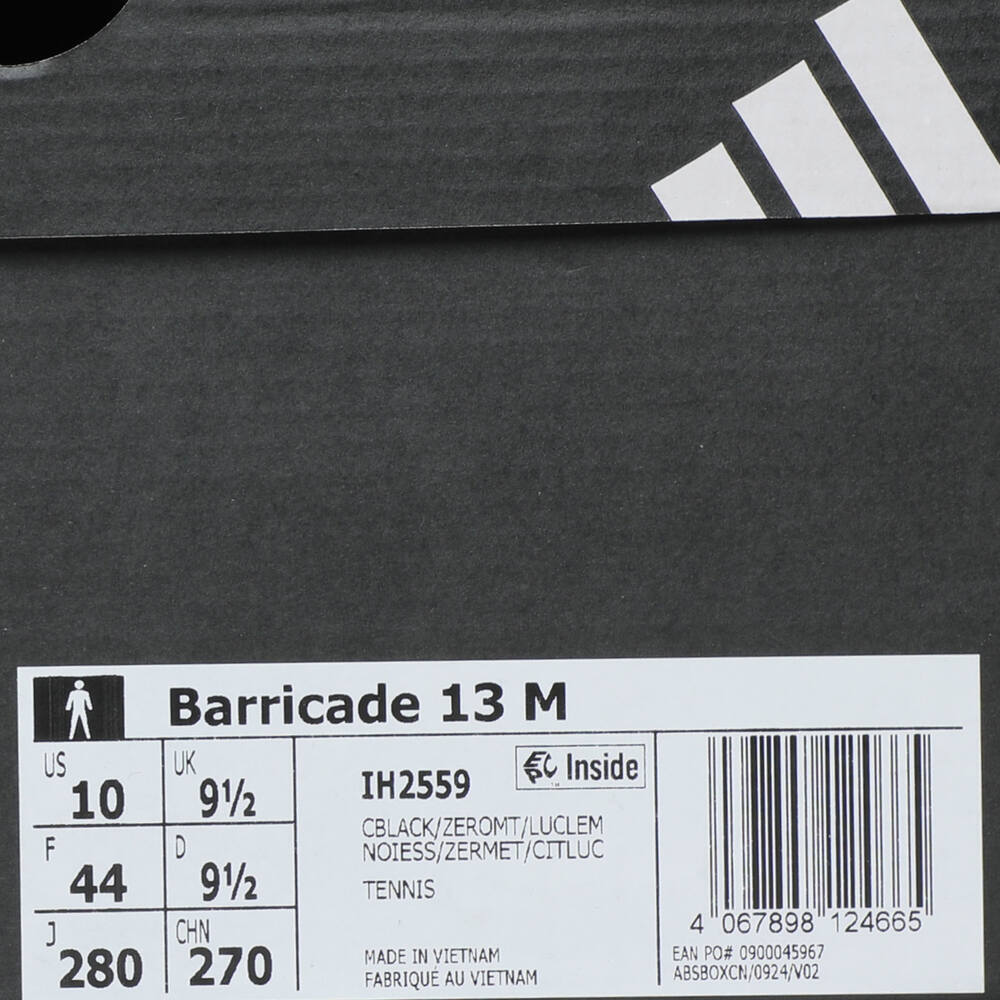 Barricade 13 M
US 10 UK 9½
F 44 D 9½
J 280 CHN 270
IH2559 Inside
CBLACK/ZEROMT/LUCLEM
NOIESS/ZERMET/CITLUC
TENNIS
MADE IN VIETNAM
FABRIQUÉ AU VIETNAM
4 067898 124665
EAN PO# 0900045967
ABSBOXCN/0924/V02